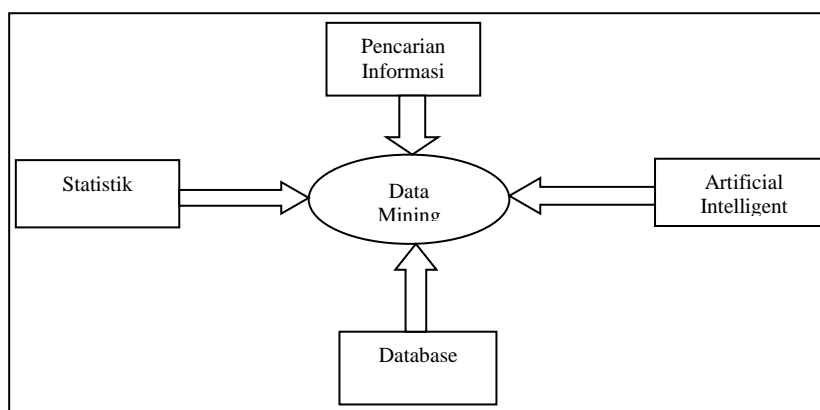 Pencarian
Informasi
Statistik
Data
Mining
Artificial
Intelligent
Database